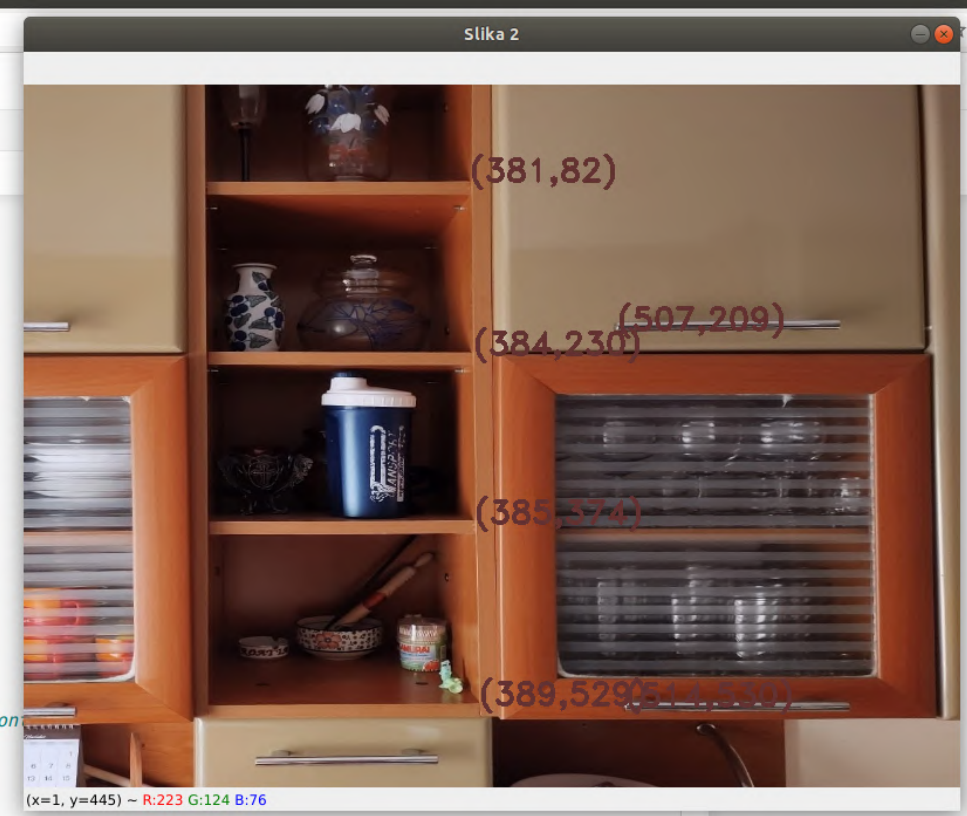 Slika 2
(381,82)
(507,209)
(384,230)
(385,374)
(389,529)
(514,530)
SAMURAI
(x=1, y=445) ~ R:223 G:124 B:76